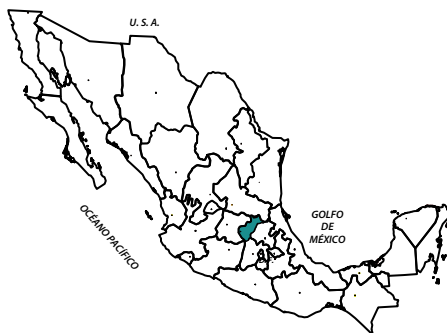 U. S. A.
OCÉANO PACÍFICO
GOLFO
DE
MÉXICO